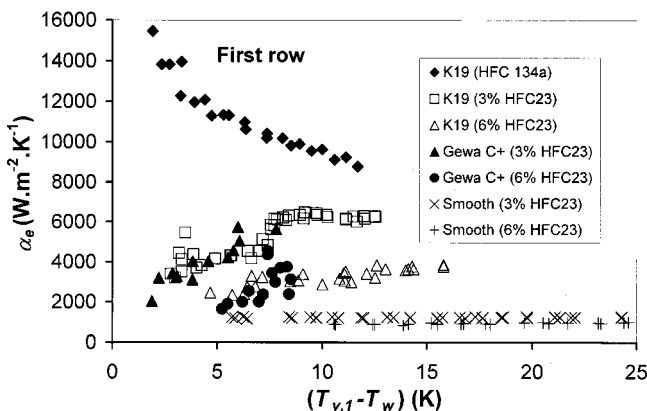 16000
14000
12000
10000
8000
6000
4000
2000
0
αe (W.m-2.K-1)
First row
K19 (HFC 134a)
K19 (3% HFC23)
K19 (6% HFC23)
Gewa C+ (3% HFC23)
Gewa C+ (6% HFC23)
Smooth (3% HFC23)
Smooth (6% HFC23)
0 5 10 15 20 25
(Tv,1-Tw) (K)